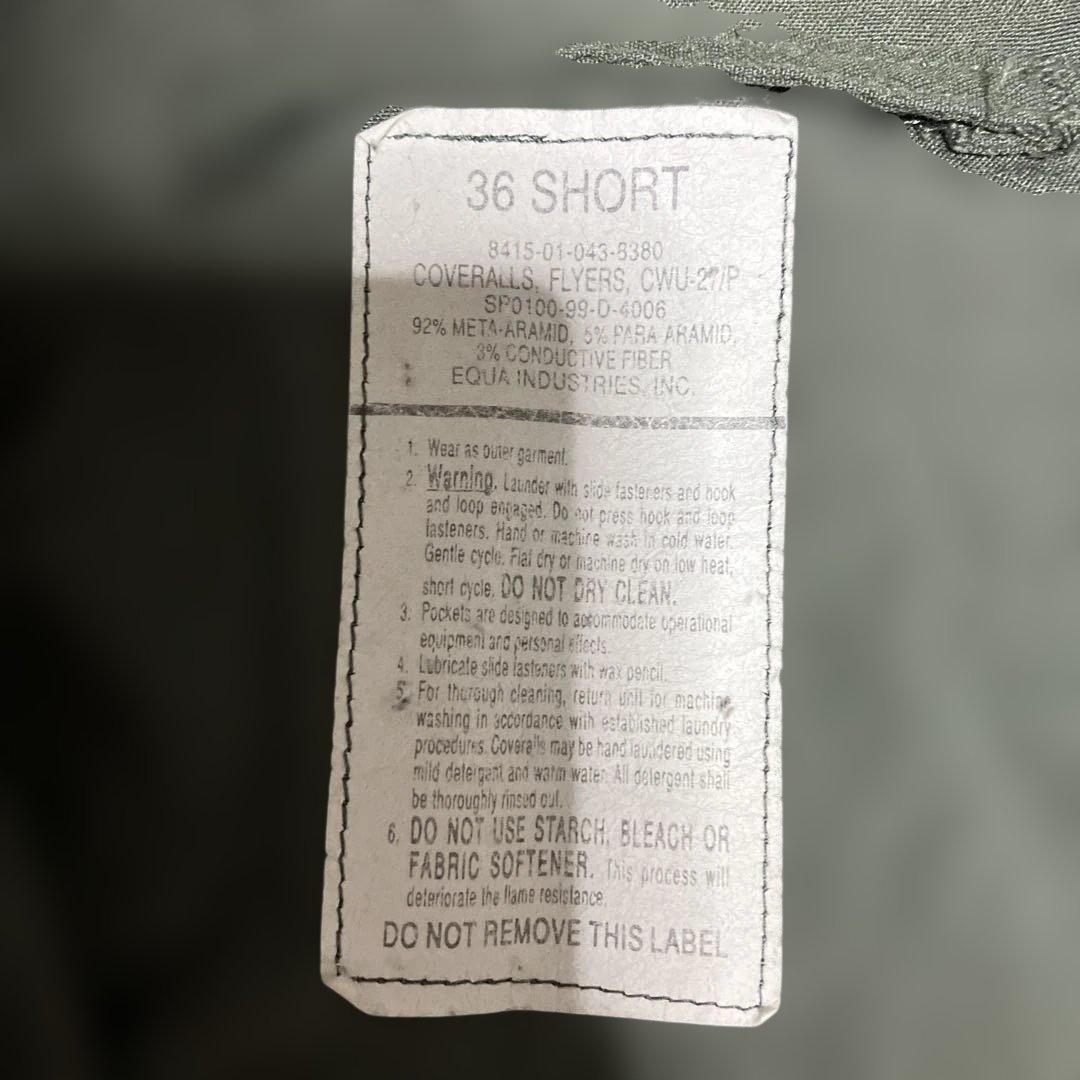 36 SHORT
8415-01-043-8380
COVERALLS, FLYERS, CWU-27/P
SP0100-99-D-4006
92% META-ARAMID, 5% PARA ARAMID,
3% CONDUCTIVE FIBER
EQUA INDUSTRIES, INC.
1. Wear as outer garment.
2. Warning. Launder with slide fasteners and hook
and loop engaged. Do not press hook and loop
fasteners. Hand or machine wash in cold water.
Gentle cycle. Flat dry or machine dry on low heat,
short cycle. DO NOT DRY CLEAN.
3. Pockets are designed to accommodate operational
equipment and personal effects.
4. Lubricate slide fasteners with wax pencil.
5. For thorough cleaning, return unit for machine
washing in accordance with established laundry
procedures. Coveralls may be hand laundered using
mild detergent and warm water. All detergent shall
be thoroughly rinsed out.
6. DO NOT USE STARCH, BLEACH OR
FABRIC SOFTENER. This process will
deteriorate the flame resistance.
DO NOT REMOVE THIS LABEL